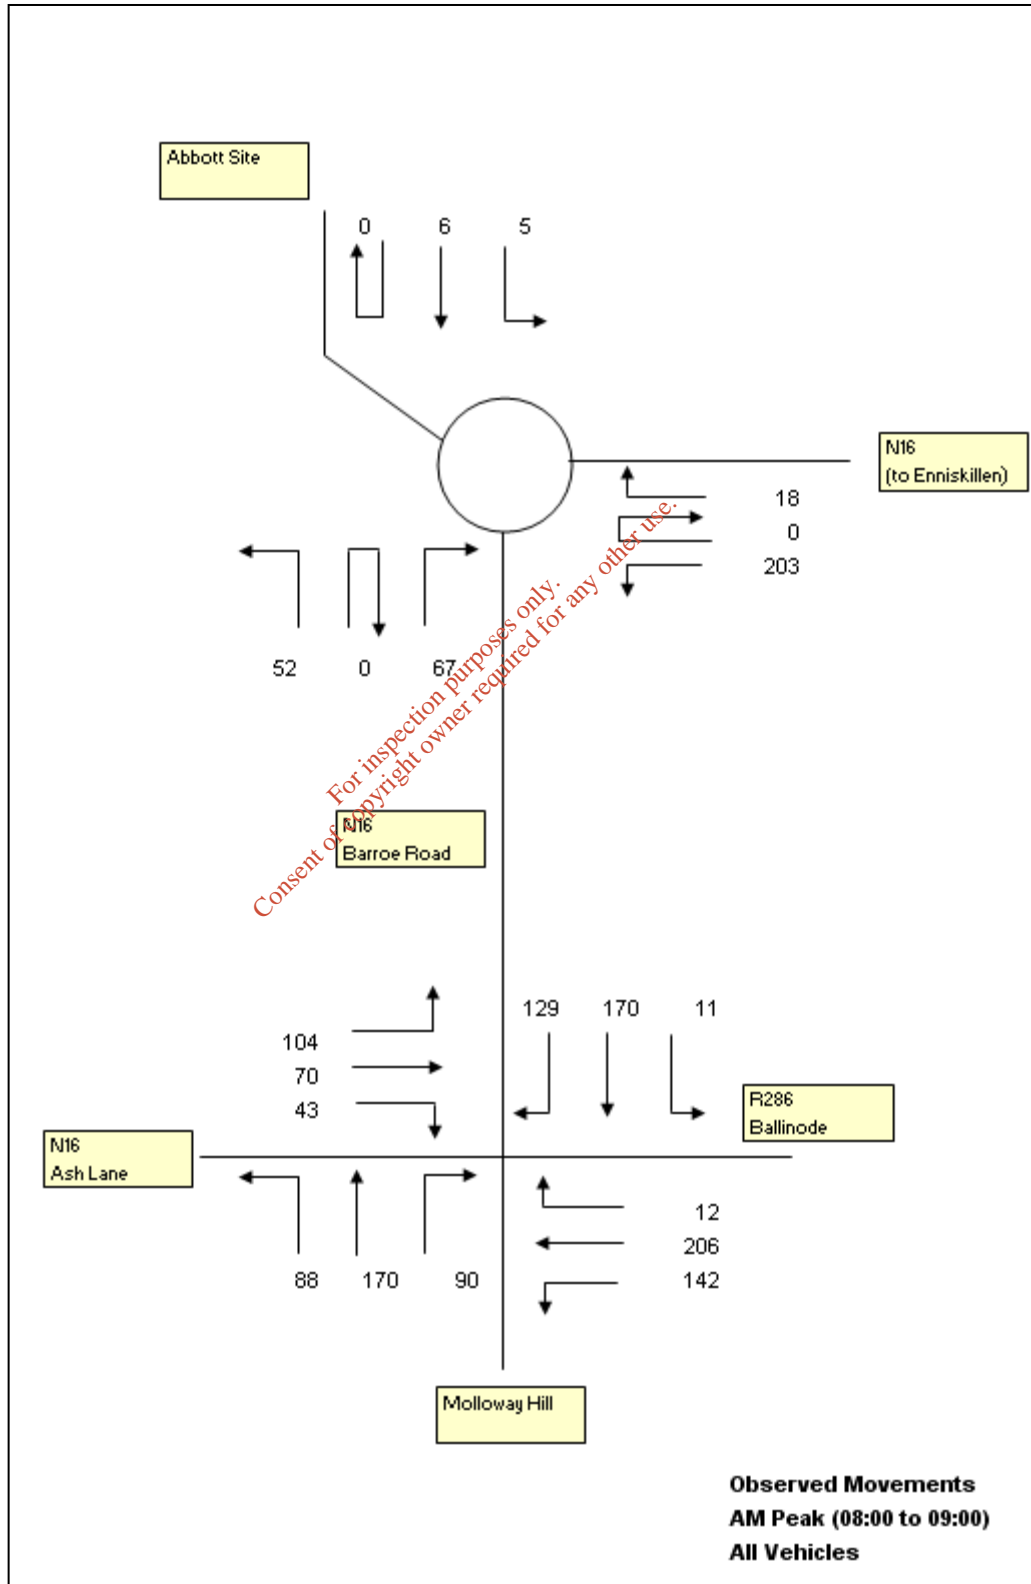 Abbott Site
0 6 5
N16
(to Enniskillen)
18
0
203
52 0 67
For inspection purposes only.
Consent of copyright owner required for any other use.
N16
Barroe Road
129 170 11
104
70
43
R286
Ballinode
N16
Ash Lane
12
206
142
88 170 90
Molloway Hill
Observed Movements
AM Peak (08:00 to 09:00)
All Vehicles